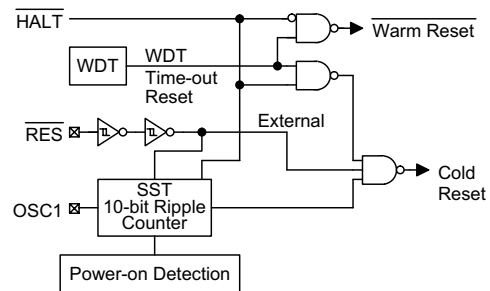 HALT
Warm Reset
WDT
WDT
Time-out
Reset
RES
External
SST
10-bit Ripple
Counter
OSC1
Cold
Reset
Power-on Detection